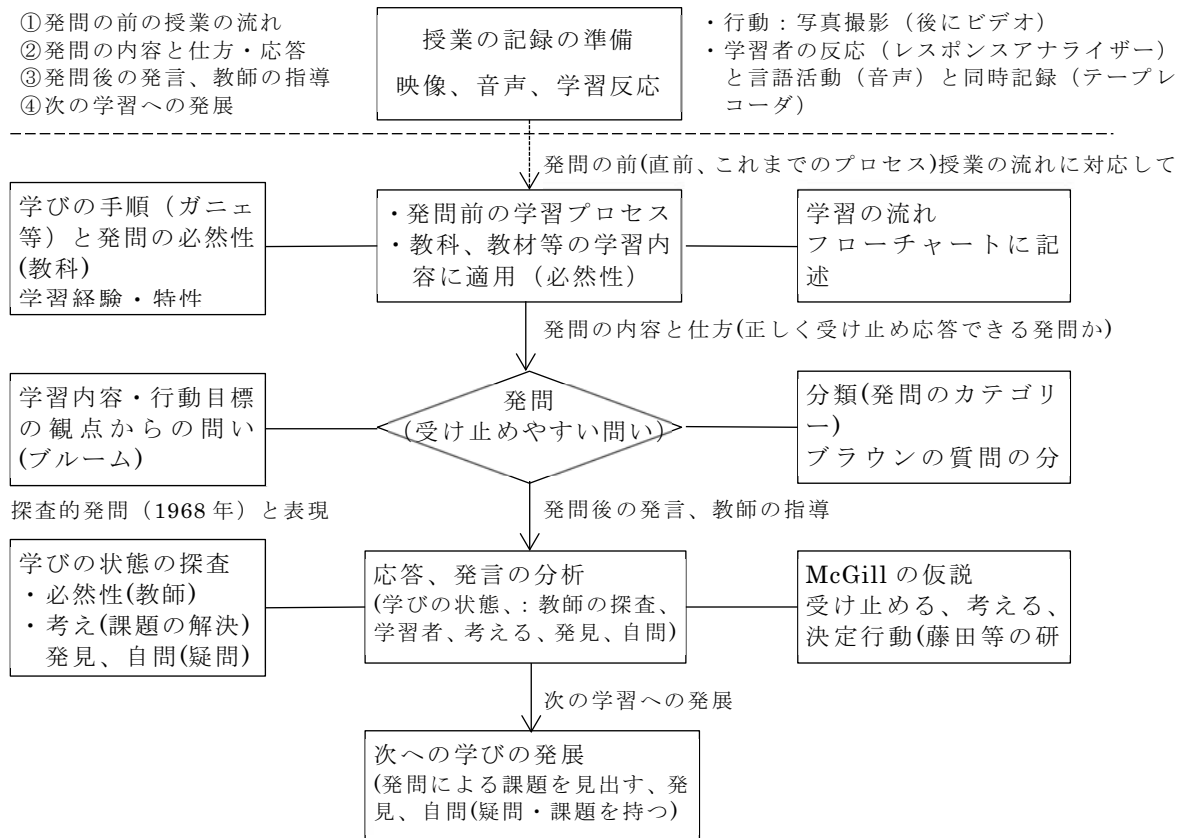 ①発問の前の授業の流れ
②発問の内容と仕方・応答
③発問後の発言、教師の指導
④次の学習への発展
授業の記録の準備
映像、音声、学習反応
・行動：写真撮影（後にビデオ）
・学習者の反応（レスポンスアナライザー）
と言語活動（音声）と同時記録（テープレ
コーダ）
発問の前(直前、これまでのプロセス)授業の流れに対応して
学びの手順（ガニェ
等）と発問の必然性
(教科)
学習経験・特性
・発問前の学習プロセス
・教科、教材等の学習内
容に適用（必然性）
学習の流れ
フローチャートに記
述
発問の内容と仕方(正しく受け止め応答できる発問か)
学習内容・行動目標
の観点からの問い
(ブルーム)
発問
(受け止めやすい問い)
分類(発問のカテゴリ
ー)
ブラウンの質問の分
探査的発問（1968 年）と表現
発問後の発言、教師の指導
学びの状態の探査
・必然性(教師)
・考え(課題の解決)
発見、自問(疑問)
応答、発言の分析
(学びの状態、:教師の探査、
学習者、考える、発見、自問)
McGill の仮説
受け止める、考える、
決定行動(藤田等の研
次の学習への発展
次への学びの発展
(発問による課題を見出す、発
見、自問(疑問・課題を持つ)